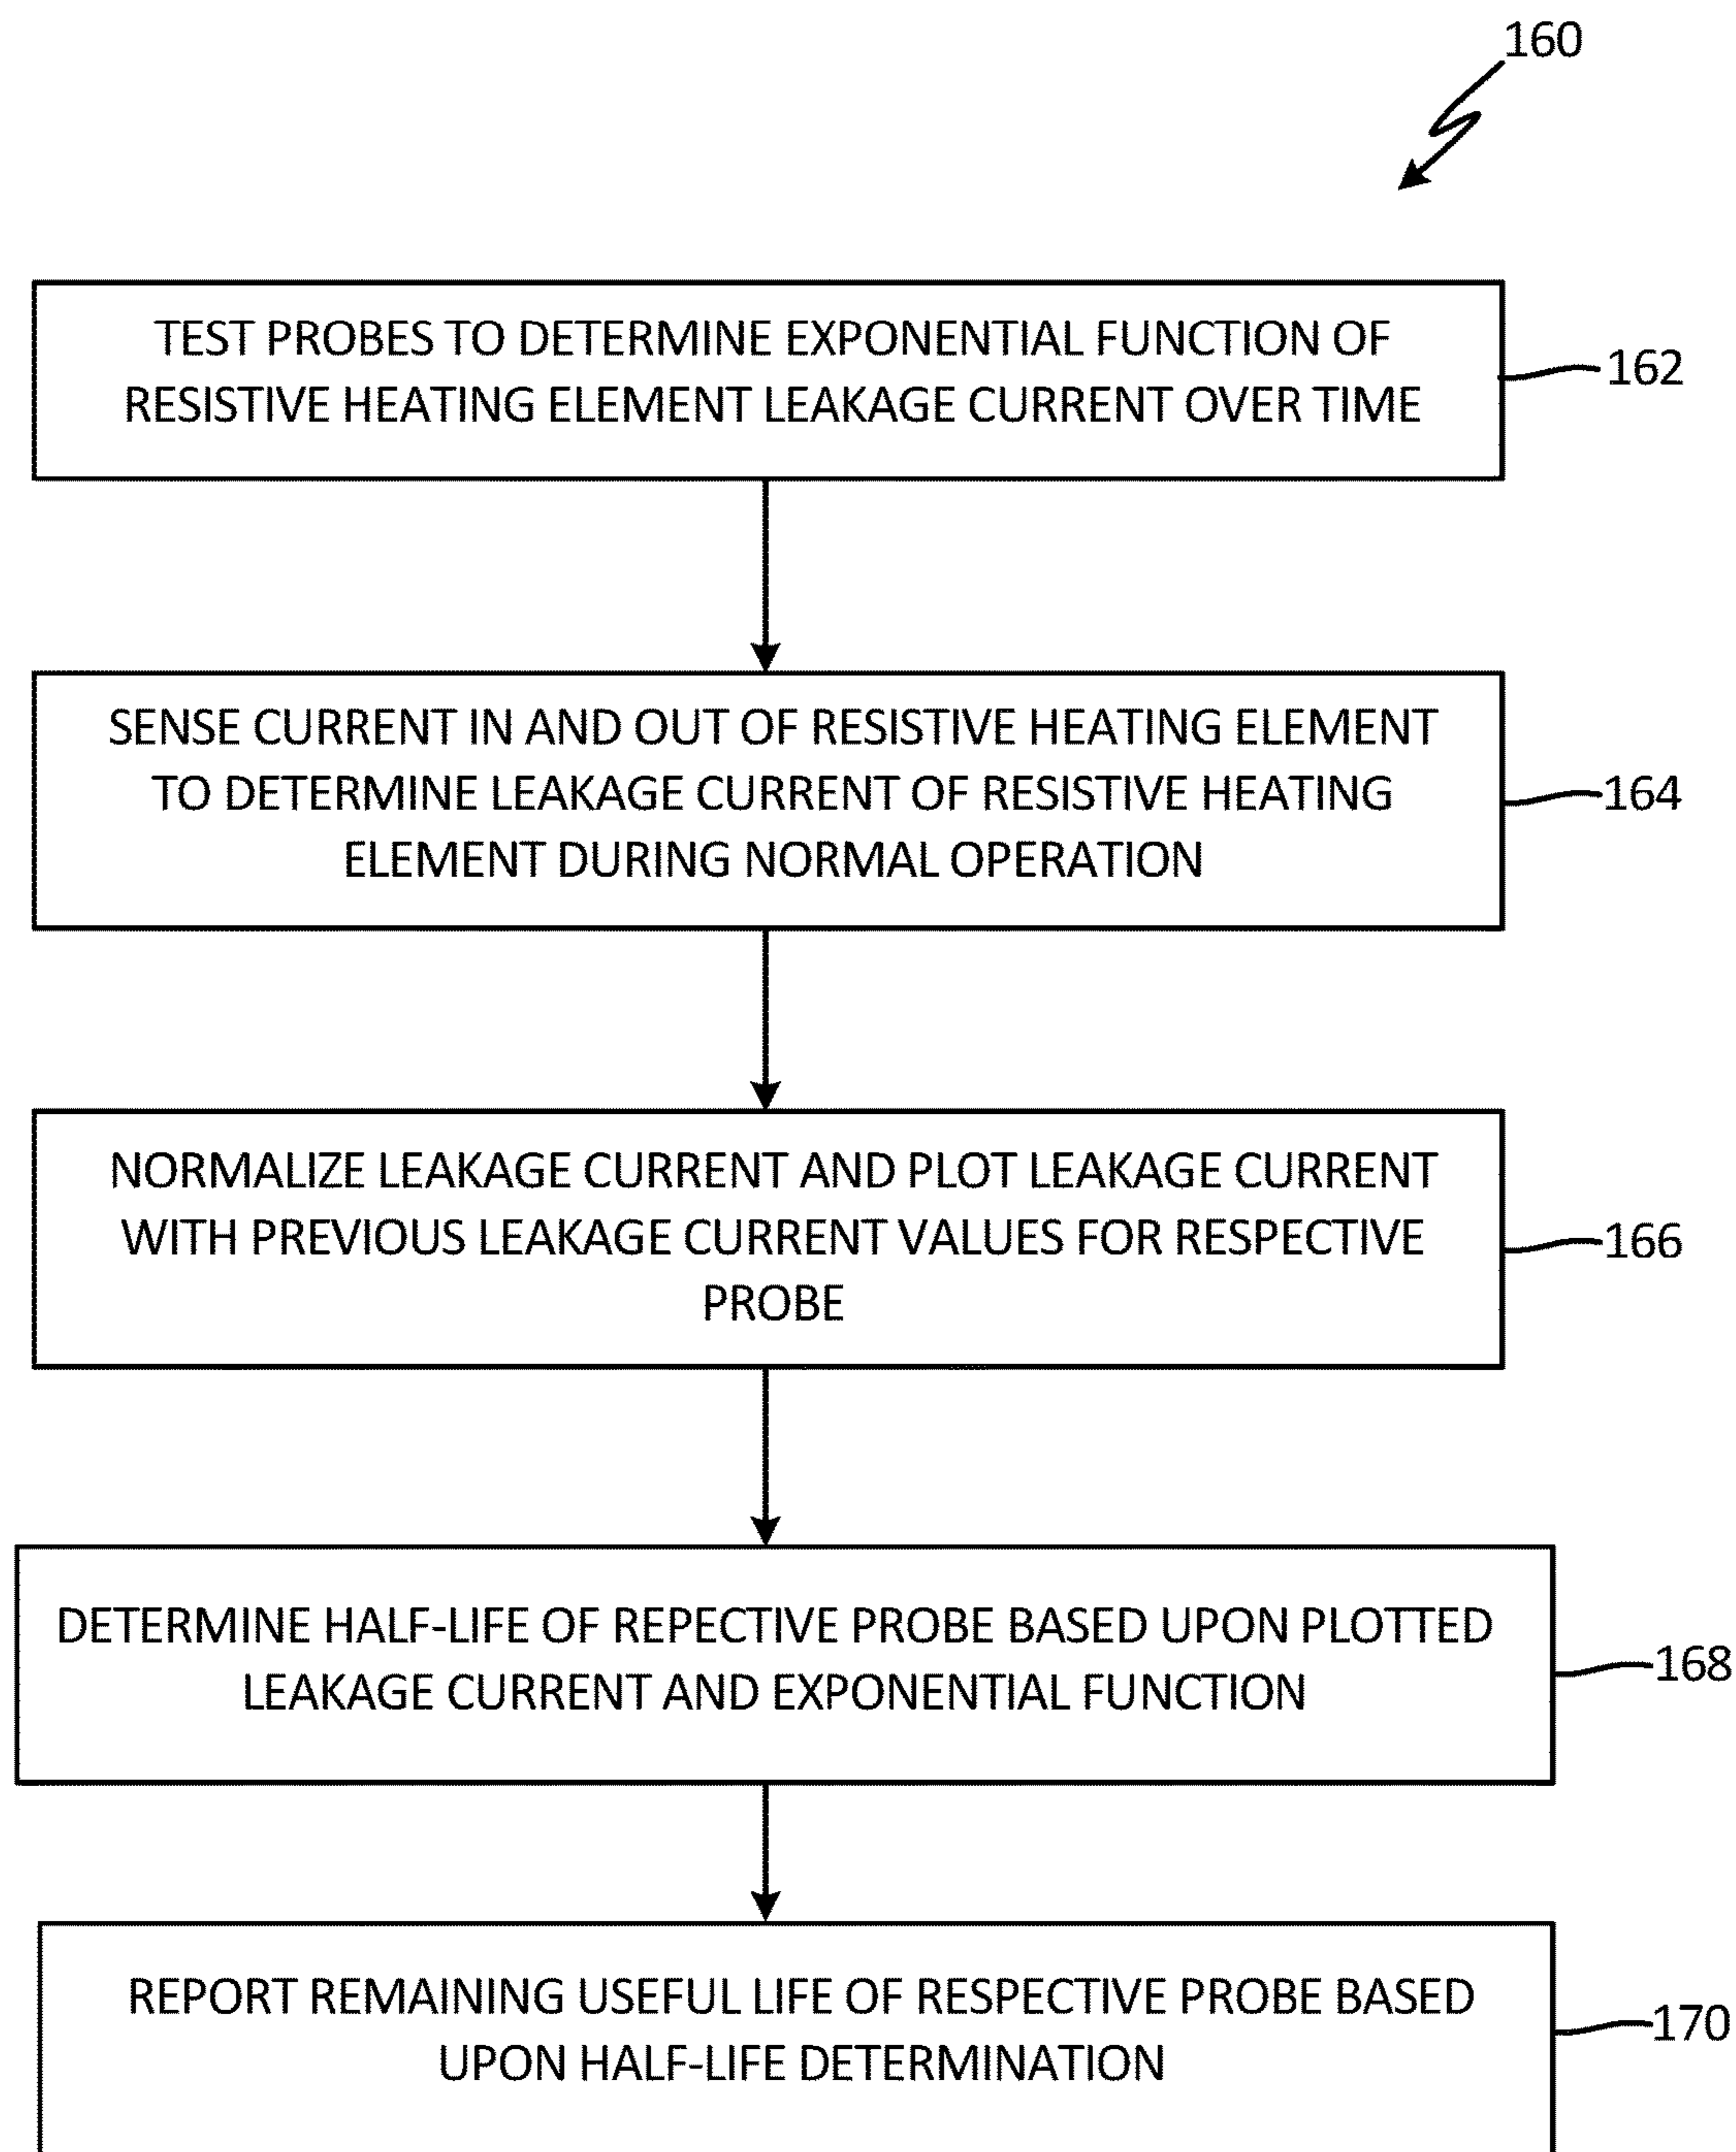 160
TEST PROBES TO DETERMINE EXPONENTIAL FUNCTION OF
RESISTIVE HEATING ELEMENT LEAKAGE CURRENT OVER TIME
162
SENSE CURRENT IN AND OUT OF RESISTIVE HEATING ELEMENT
TO DETERMINE LEAKAGE CURRENT OF RESISTIVE HEATING
ELEMENT DURING NORMAL OPERATION
164
NORMALIZE LEAKAGE CURRENT AND PLOT LEAKAGE CURRENT
WITH PREVIOUS LEAKAGE CURRENT VALUES FOR RESPECTIVE
PROBE
166
DETERMINE HALF-LIFE OF REPECTIVE PROBE BASED UPON PLOTTED
LEAKAGE CURRENT AND EXPONENTIAL FUNCTION
168
REPORT REMAINING USEFUL LIFE OF RESPECTIVE PROBE BASED
UPON HALF-LIFE DETERMINATION
170